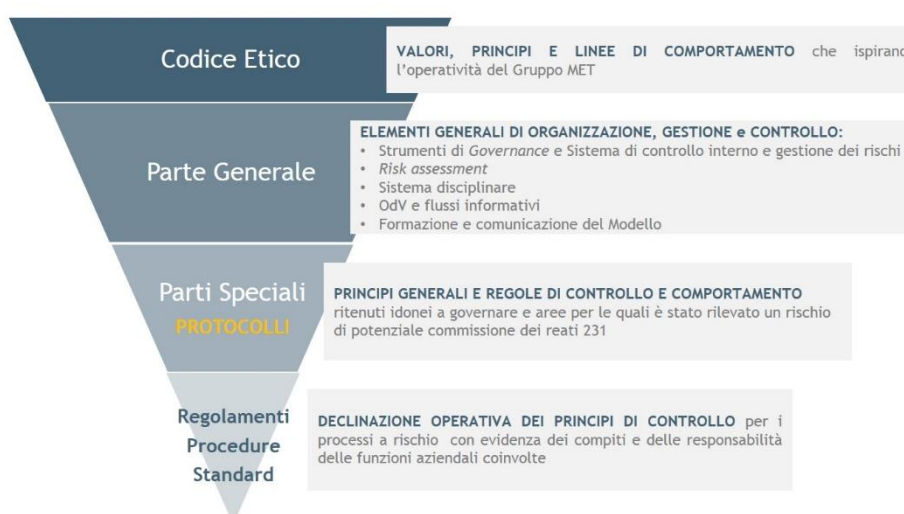 Codice Etico
VALORI, PRINCIPI E LINEE DI COMPORTAMENTO che
l'operatività del Gruppo MET
Parte Generale
ELEMENTI GENERALI DI ORGANIZZAZIONE, GESTIONE e CONTROLLO:
• Strumenti di Governance e Sistema di controllo interno e gestione dei rischi
• Risk assessment
• Sistema disciplinare
• OdV e flussi informativi
• Formazione e comunicazione del Modello
Parti Speciali
PROTOCOLLI
PRINCIPI GENERALI E REGOLE DI CONTROLLO E COMPORTAMENTO
ritenuti idonei a governare e aree per le quali è stato rilevato un rischio
di potenziale commissione dei reati 231
Regolamenti
Procedure
Standard
DECLINAZIONE OPERATIVA DEI PRINCIPI DI CONTROLLO per i
processi a rischio con evidenza dei compiti e delle responsabilità
delle funzioni aziendali coinvolte